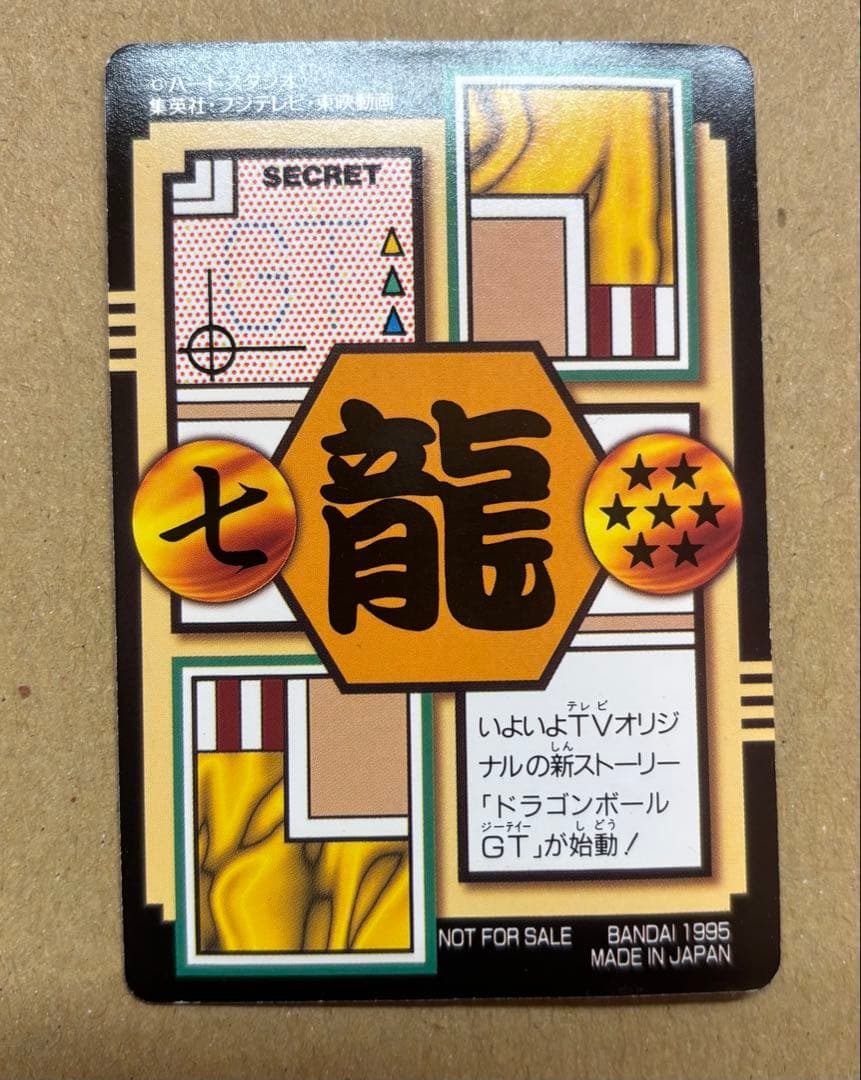 ©バードスタジオ
集英社・フジテレビ・東映動画
SECRET
GT
七
龍
テレビ
いよいよTVオリジ
しん
ナルの新ストーリー
「ドラゴンボール
ジーティー しどう
GT」が始動!
NOT FOR SALE BANDAI 1995
MADE IN JAPAN